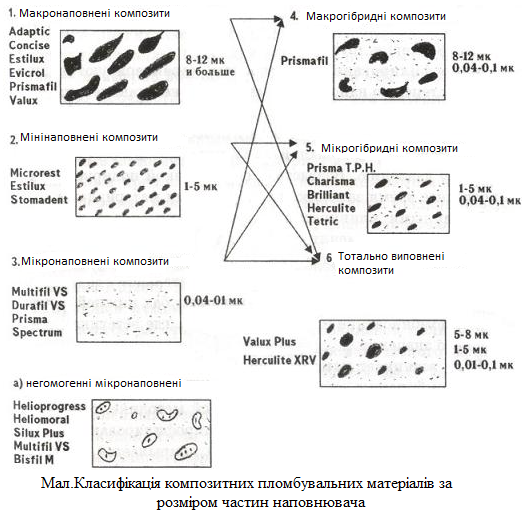 1. Макронаповнені композити
Adaptic
Concise
Estilux
Evicrol
Prismafil
Valux
8-12 мк
и больше
2. Мінінаповнені композити
Microrest
Estilux
Stomadent
1-5 мк
3. Мікронаповнені композити
Multifil VS
Durafil VS
Prisma
Spectrum
0,04-01 мк
а) негомогенні мікронаповнені
Helioprogress
Heliomoral
Silux Plus
Multifil VS
Bisfil M
4. Макрогібридні композити
Prismafil
8-12 мк
0,04-0,1 мк
5. Мікрогібридні композити
Prisma T.P.H.
Charisma
Brilliant
Herculite
Tetric
1-5 мк
0,04-0,1 мк
6 Тотально виповнені
композити
Valux Plus
Herculite XRV
5-8 мк
1-5 мк
0,01-0,1 мк
Мал.Класифікація композитних пломбувальних матеріалів за
розміром частин наповнювача